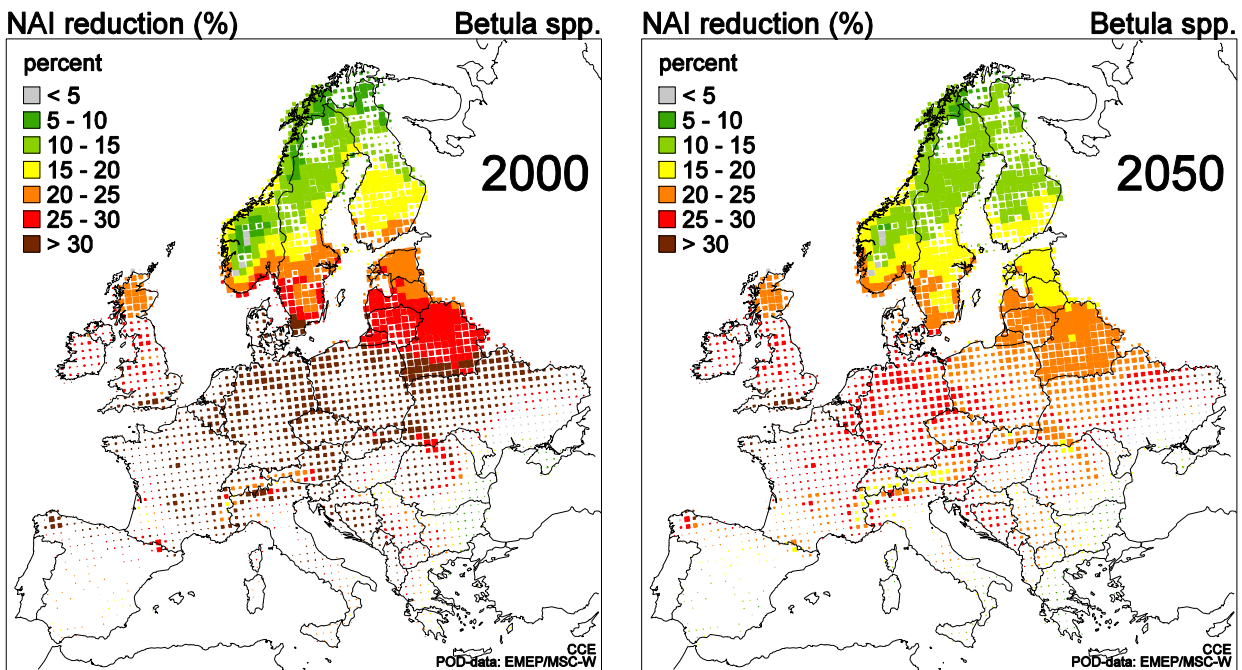 NAI reduction (%) Betula spp.
percent
< 5
5 - 10
10 - 15
15 - 20
20 - 25
25 - 30
> 30
2000
CCE
POD-data: EMEP/MSC-W
NAI reduction (%) Betula spp.
percent
< 5
5 - 10
10 - 15
15 - 20
20 - 25
25 - 30
> 30
2050
CCE
POD-data: EMEP/MSC-W